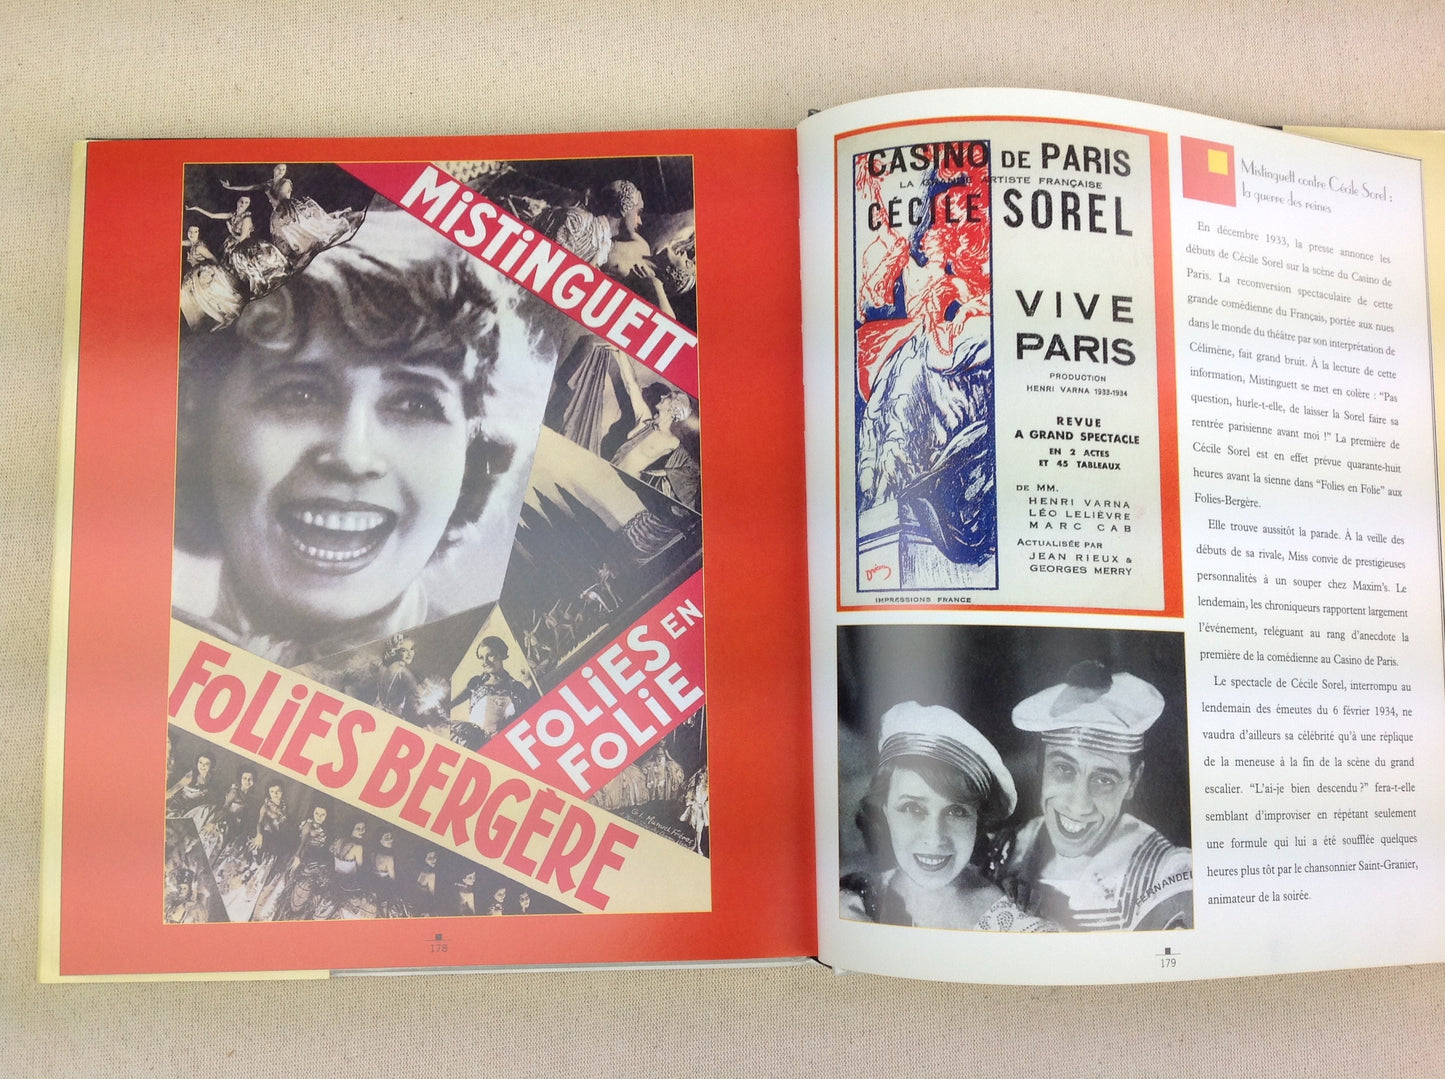 MiSTiNGUETT
FOLiES EN
FOLiE
FOLiES BERGÈRE
178
CASINO DE PARIS
LA GRANDE ARTISTE FRANÇAISE
CÉCILE SOREL
VIVE
PARIS
PRODUCTION
HENRI VARNA 1933-1934
REVUE
A GRAND SPECTACLE
EN 2 ACTES
ET 45 TABLEAUX
DE MM.
HENRI VARNA
LÉO LELIÈVRE
MARC CAB
ACTUALISÉE PAR
JEAN RIEUX &
GEORGES MERRY
IMPRESSIONS FRANCE
FERNANDEL
Mistinguett contre Cécile Sorel :
la guerre des reines
En décembre 1933, la presse annonce les
débuts de Cécile Sorel sur la scène du Casino de
Paris. La reconversion spectaculaire de cette
grande comédienne du Français, portée aux nues
dans le monde du théâtre par son interprétation de
Célimène, fait grand bruit. À la lecture de cette
information, Mistinguett se met en colère : “Pas
question, hurle-t-elle, de laisser la Sorel faire sa
rentrée parisienne avant moi !” La première de
Cécile Sorel est en effet prévue quarante-huit
heures avant la sienne dans “Folies en Folie” aux
Folies-Bergère.
Elle trouve aussitôt la parade. À la veille des
débuts de sa rivale, Miss convie de prestigieuses
personnalités à un souper chez Maxim’s. Le
lendemain, les chroniqueurs rapportent largement
l’événement, reléguant au rang d’anecdote la
première de la comédienne au Casino de Paris.
Le spectacle de Cécile Sorel, interrompu au
lendemain des émeutes du 6 février 1934, ne
vaudra d’ailleurs sa célébrité qu’à une réplique
de la meneuse à la fin de la scène du grand
escalier. “L’ai-je bien descendu ?” fera-t-elle
semblant d’improviser en répétant seulement
une formule qui lui a été soufflée quelques
heures plus tôt par le chansonnier Saint-Granier,
animateur de la soirée.
179